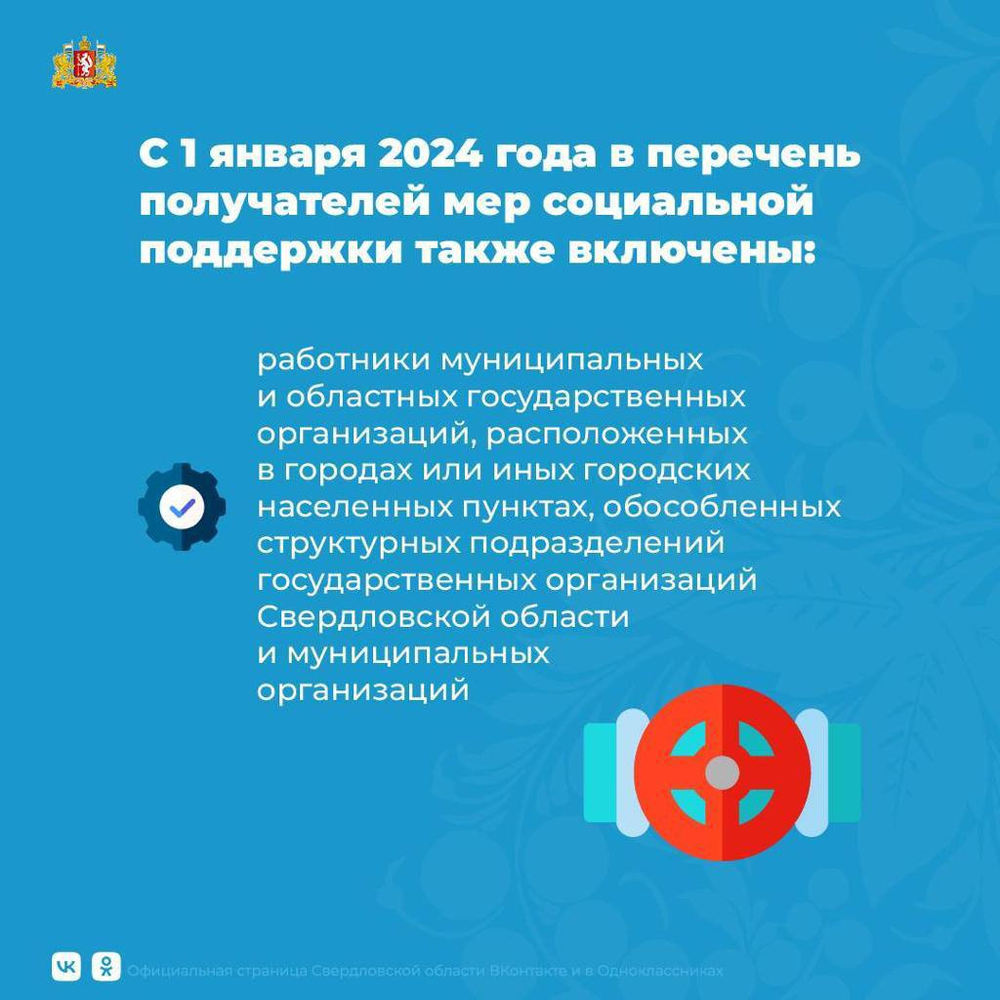 С 1 января 2024 года в перечень
получателей мер социальной
поддержки также включены:
работники муниципальных
и областных государственных
организаций, расположенных
в городах или иных городских
населенных пунктах, обособленных
структурных подразделений
государственных организаций
Свердловской области
и муниципальных
организаций
Официальная страница Свердловской области ВКонтакте и в Одноклассниках